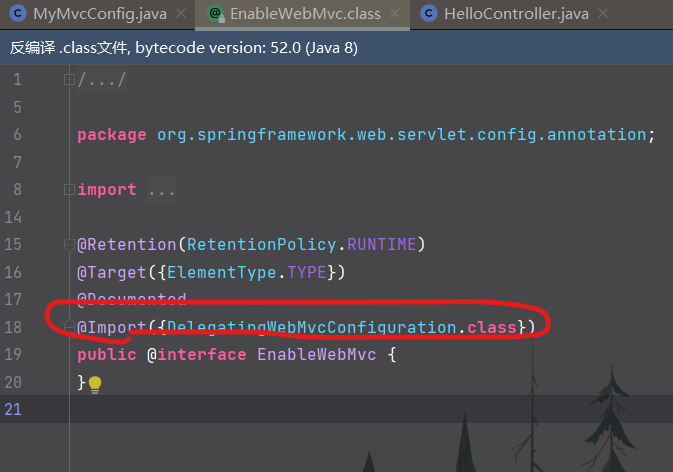 MyMvcConfig.java EnableWebMvc.class HelloController.java
反编译 .class文件, bytecode version: 52.0 (Java 8)
1 /.../
5
6 package org.springframework.web.servlet.config.annotation;
7
8 import ...
14
15 @Retention(RetentionPolicy.RUNTIME)
16 @Target({ElementType.TYPE})
17 @Documented
18 @Import({DelegatingWebMvcConfiguration.class})
19 public @interface EnableWebMvc {
20 }
21